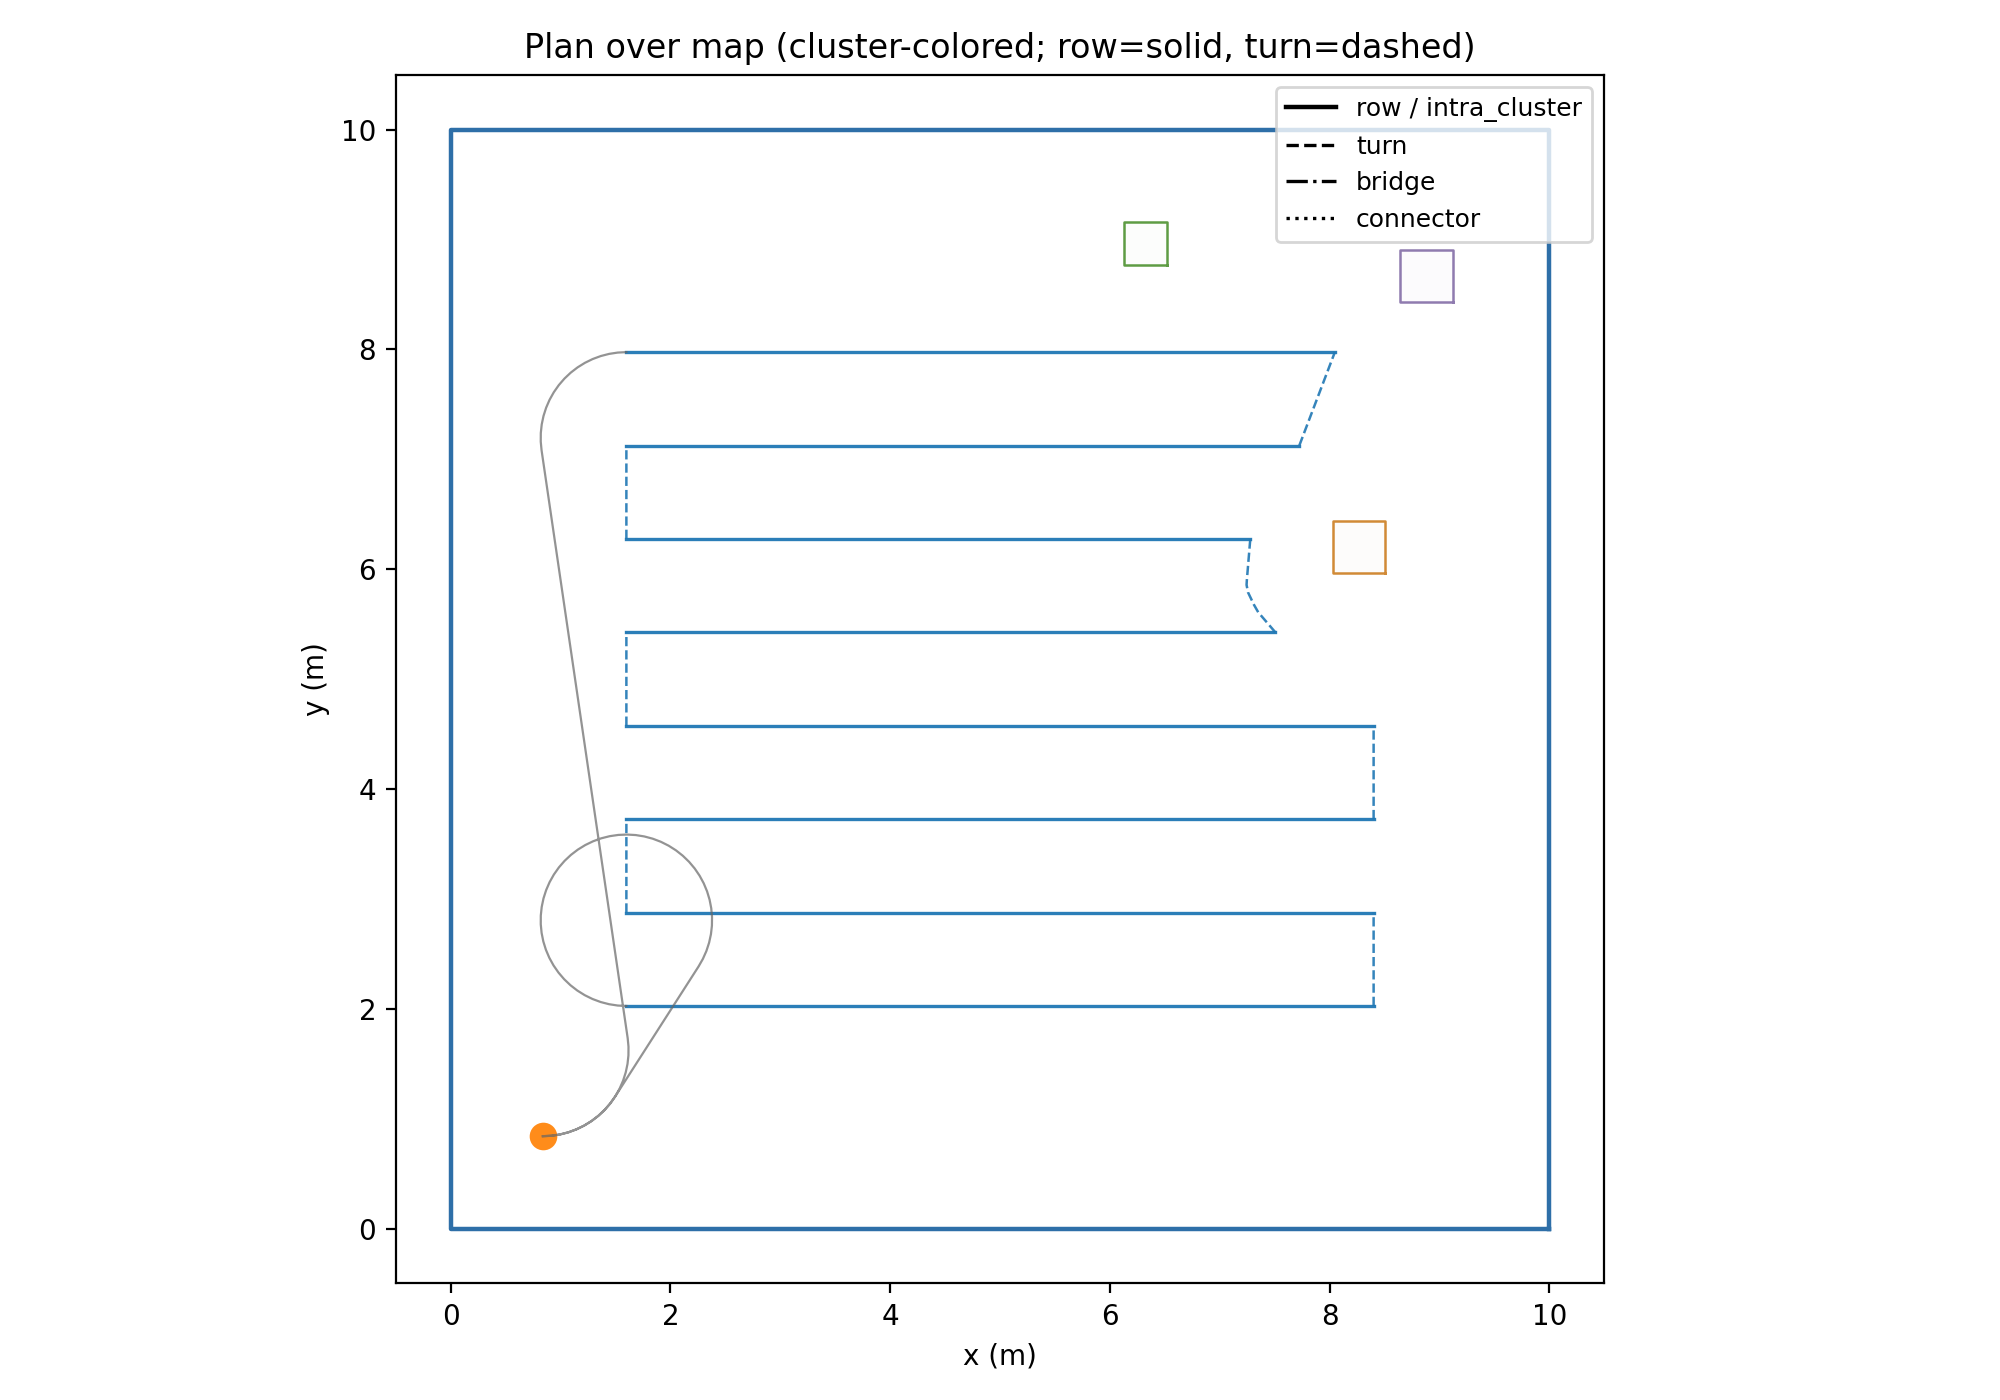 Plan over map (cluster-colored; row=solid, turn=dashed)
row / intra_cluster
turn
bridge
connector
10
8
6
4
2
0
y (m)
0 2 4 6 8 10
x (m)